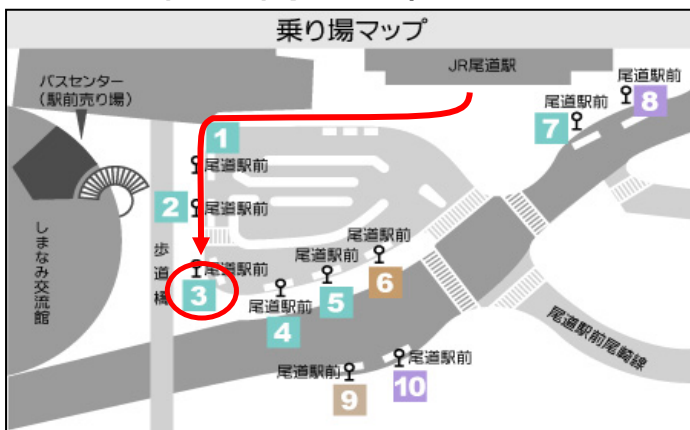 乗り場マップ
JR尾道駅
バスセンター
（駅前売り場）
尾道駅前
8
尾道駅前
7
1
尾道駅前
2
尾道駅前
しまなみ交流館
歩道橋
尾道駅前
3
尾道駅前
4
尾道駅前
5
尾道駅前
6
尾道駅前尾崎線
尾道駅前
9
尾道駅前
10